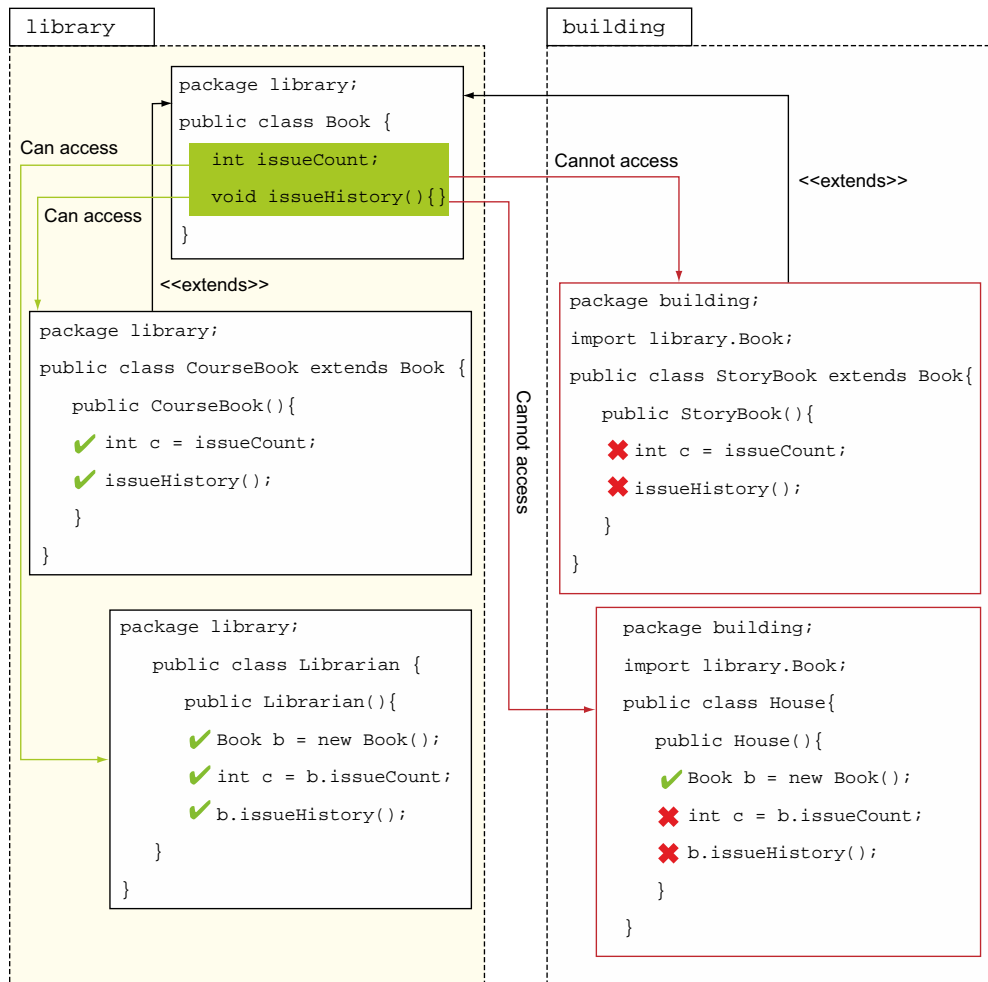 library
building
package library;
public class Book {
int issueCount;
void issueHistory(){}
}
Can access
Can access
Cannot access
<<extends>>
<<extends>>
Cannot access
package library;
public class CourseBook extends Book {
public CourseBook(){
✔ int c = issueCount;
✔ issueHistory();
}
}
package building;
import library.Book;
public class StoryBook extends Book{
public StoryBook(){
✖ int c = issueCount;
✖ issueHistory();
}
}
package library;
public class Librarian {
public Librarian(){
✔ Book b = new Book();
✔ int c = b.issueCount;
✔ b.issueHistory();
}
}
package building;
import library.Book;
public class House{
public House(){
✔ Book b = new Book();
✖ int c = b.issueCount;
✖ b.issueHistory();
}
}